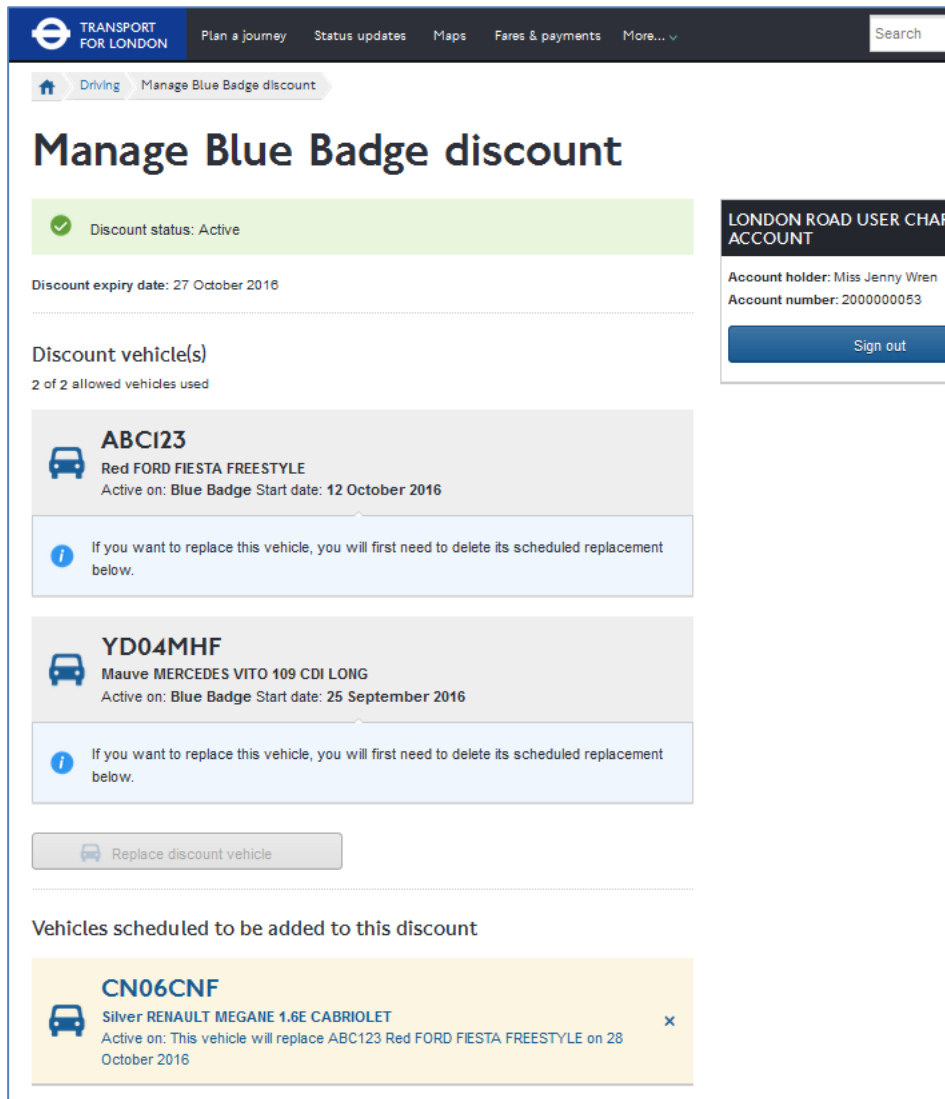 TRANSPORT
FOR LONDON
Plan a journey
Status updates
Maps
Fares & payments
More...
Search
Driving
Manage Blue Badge discount
Manage Blue Badge discount
Discount status: Active
LONDON ROAD USER CHAR
ACCOUNT
Account holder: Miss Jenny Wren
Account number: 2000000053
Sign out
Discount expiry date: 27 October 2016
Discount vehicle(s)
2 of 2 allowed vehicles used
ABC123
Red FORD FIESTA FREESTYLE
Active on: Blue Badge Start date: 12 October 2016
If you want to replace this vehicle, you will first need to delete its scheduled replacement
below.
YD04MHF
Mauve MERCEDES VITO 109 CDI LONG
Active on: Blue Badge Start date: 25 September 2016
If you want to replace this vehicle, you will first need to delete its scheduled replacement
below.
Replace discount vehicle
Vehicles scheduled to be added to this discount
CN06CNF
Silver RENAULT MEGANE 1.6E CABRIOLET
Active on: This vehicle will replace ABC123 Red FORD FIESTA FREESTYLE on 28
October 2016